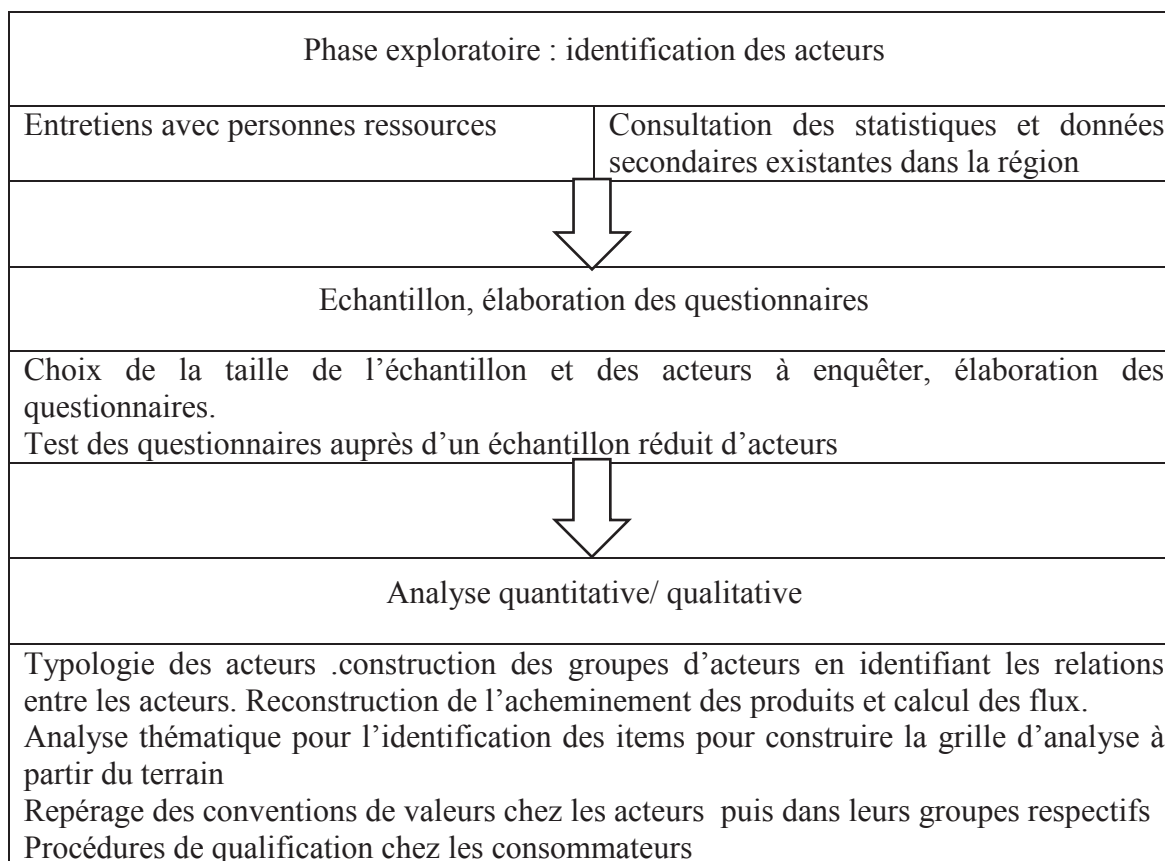 Phase exploratoire : identification des acteurs
Entretiens avec personnes ressources
Consultation des statistiques et données
secondaires existantes dans la région
Echantillon, élaboration des questionnaires
Choix de la taille de l’échantillon et des acteurs à enquêter, élaboration des
questionnaires.
Test des questionnaires auprès d’un échantillon réduit d’acteurs
Analyse quantitative/ qualitative
Typologie des acteurs .construction des groupes d’acteurs en identifiant les relations
entre les acteurs. Reconstruction de l’acheminement des produits et calcul des flux.
Analyse thématique pour l’identification des items pour construire la grille d’analyse à
partir du terrain
Repérage des conventions de valeurs chez les acteurs puis dans leurs groupes respectifs
Procédures de qualification chez les consommateurs